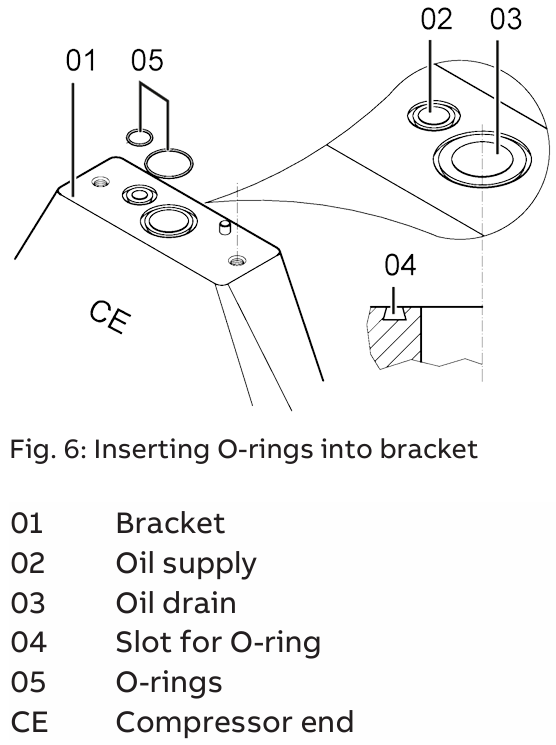 02 03
01 05
04
CE
Fig. 6: Inserting O-rings into bracket
01 Bracket
02 Oil supply
03 Oil drain
04 Slot for O-ring
05 O-rings
CE Compressor end